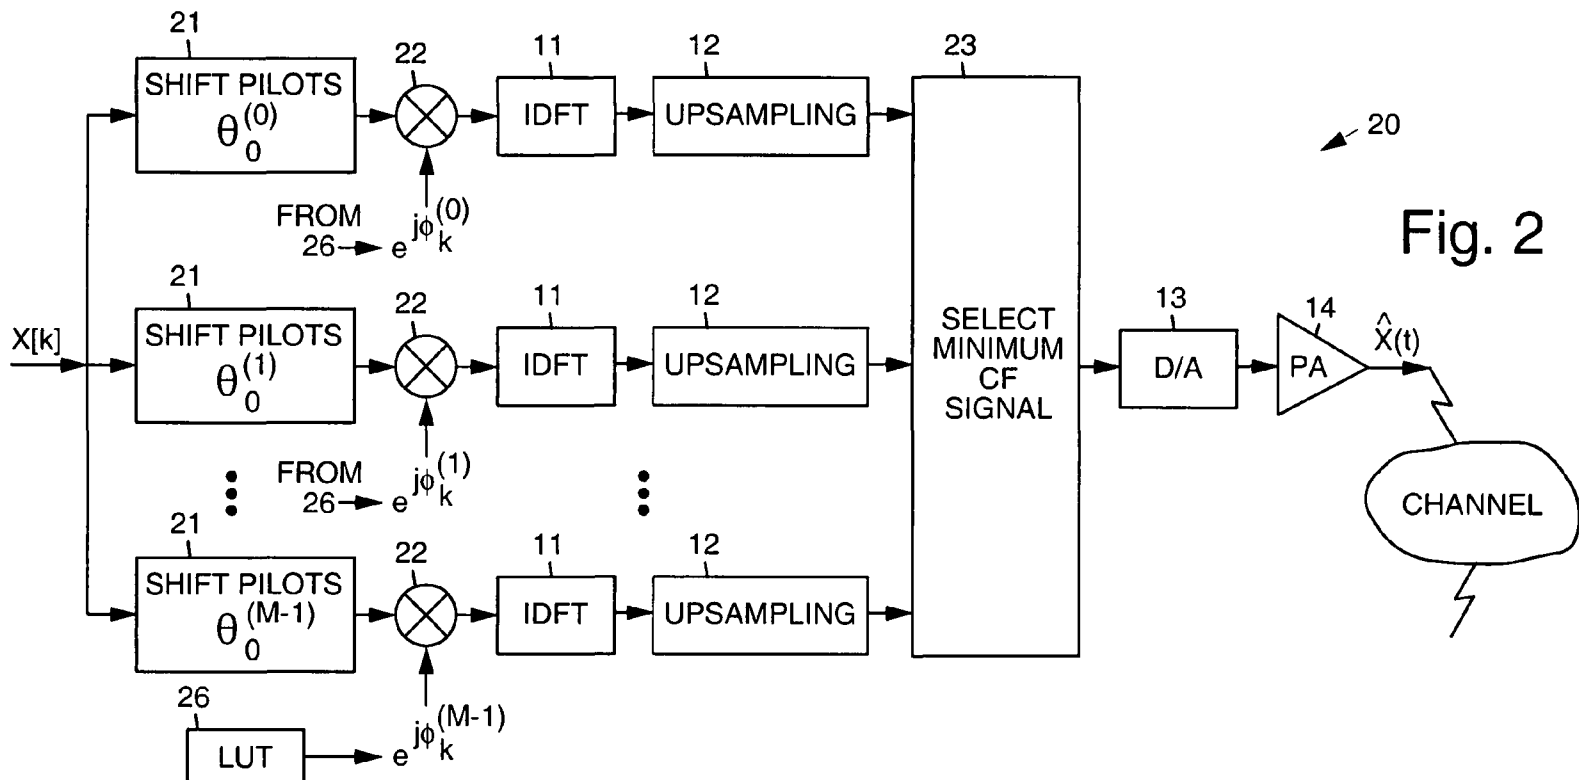 21
22
11
12
23
SHIFT PILOTS
θ₀⁽⁰⁾
IDFT
UPSAMPLING
20
FROM
26
e^{jϕₖ⁽⁰⁾}
Fig. 2
21
22
11
12
X[k]
SHIFT PILOTS
θ₀⁽¹⁾
IDFT
UPSAMPLING
SELECT
MINIMUM
CF
SIGNAL
13
D/A
14
PA
X̂(t)
FROM
26
e^{jϕₖ⁽¹⁾}
CHANNEL
21
22
11
12
SHIFT PILOTS
θ₀⁽ᴹ⁻¹⁾
IDFT
UPSAMPLING
26
LUT
e^{jϕₖ⁽ᴹ⁻¹⁾}